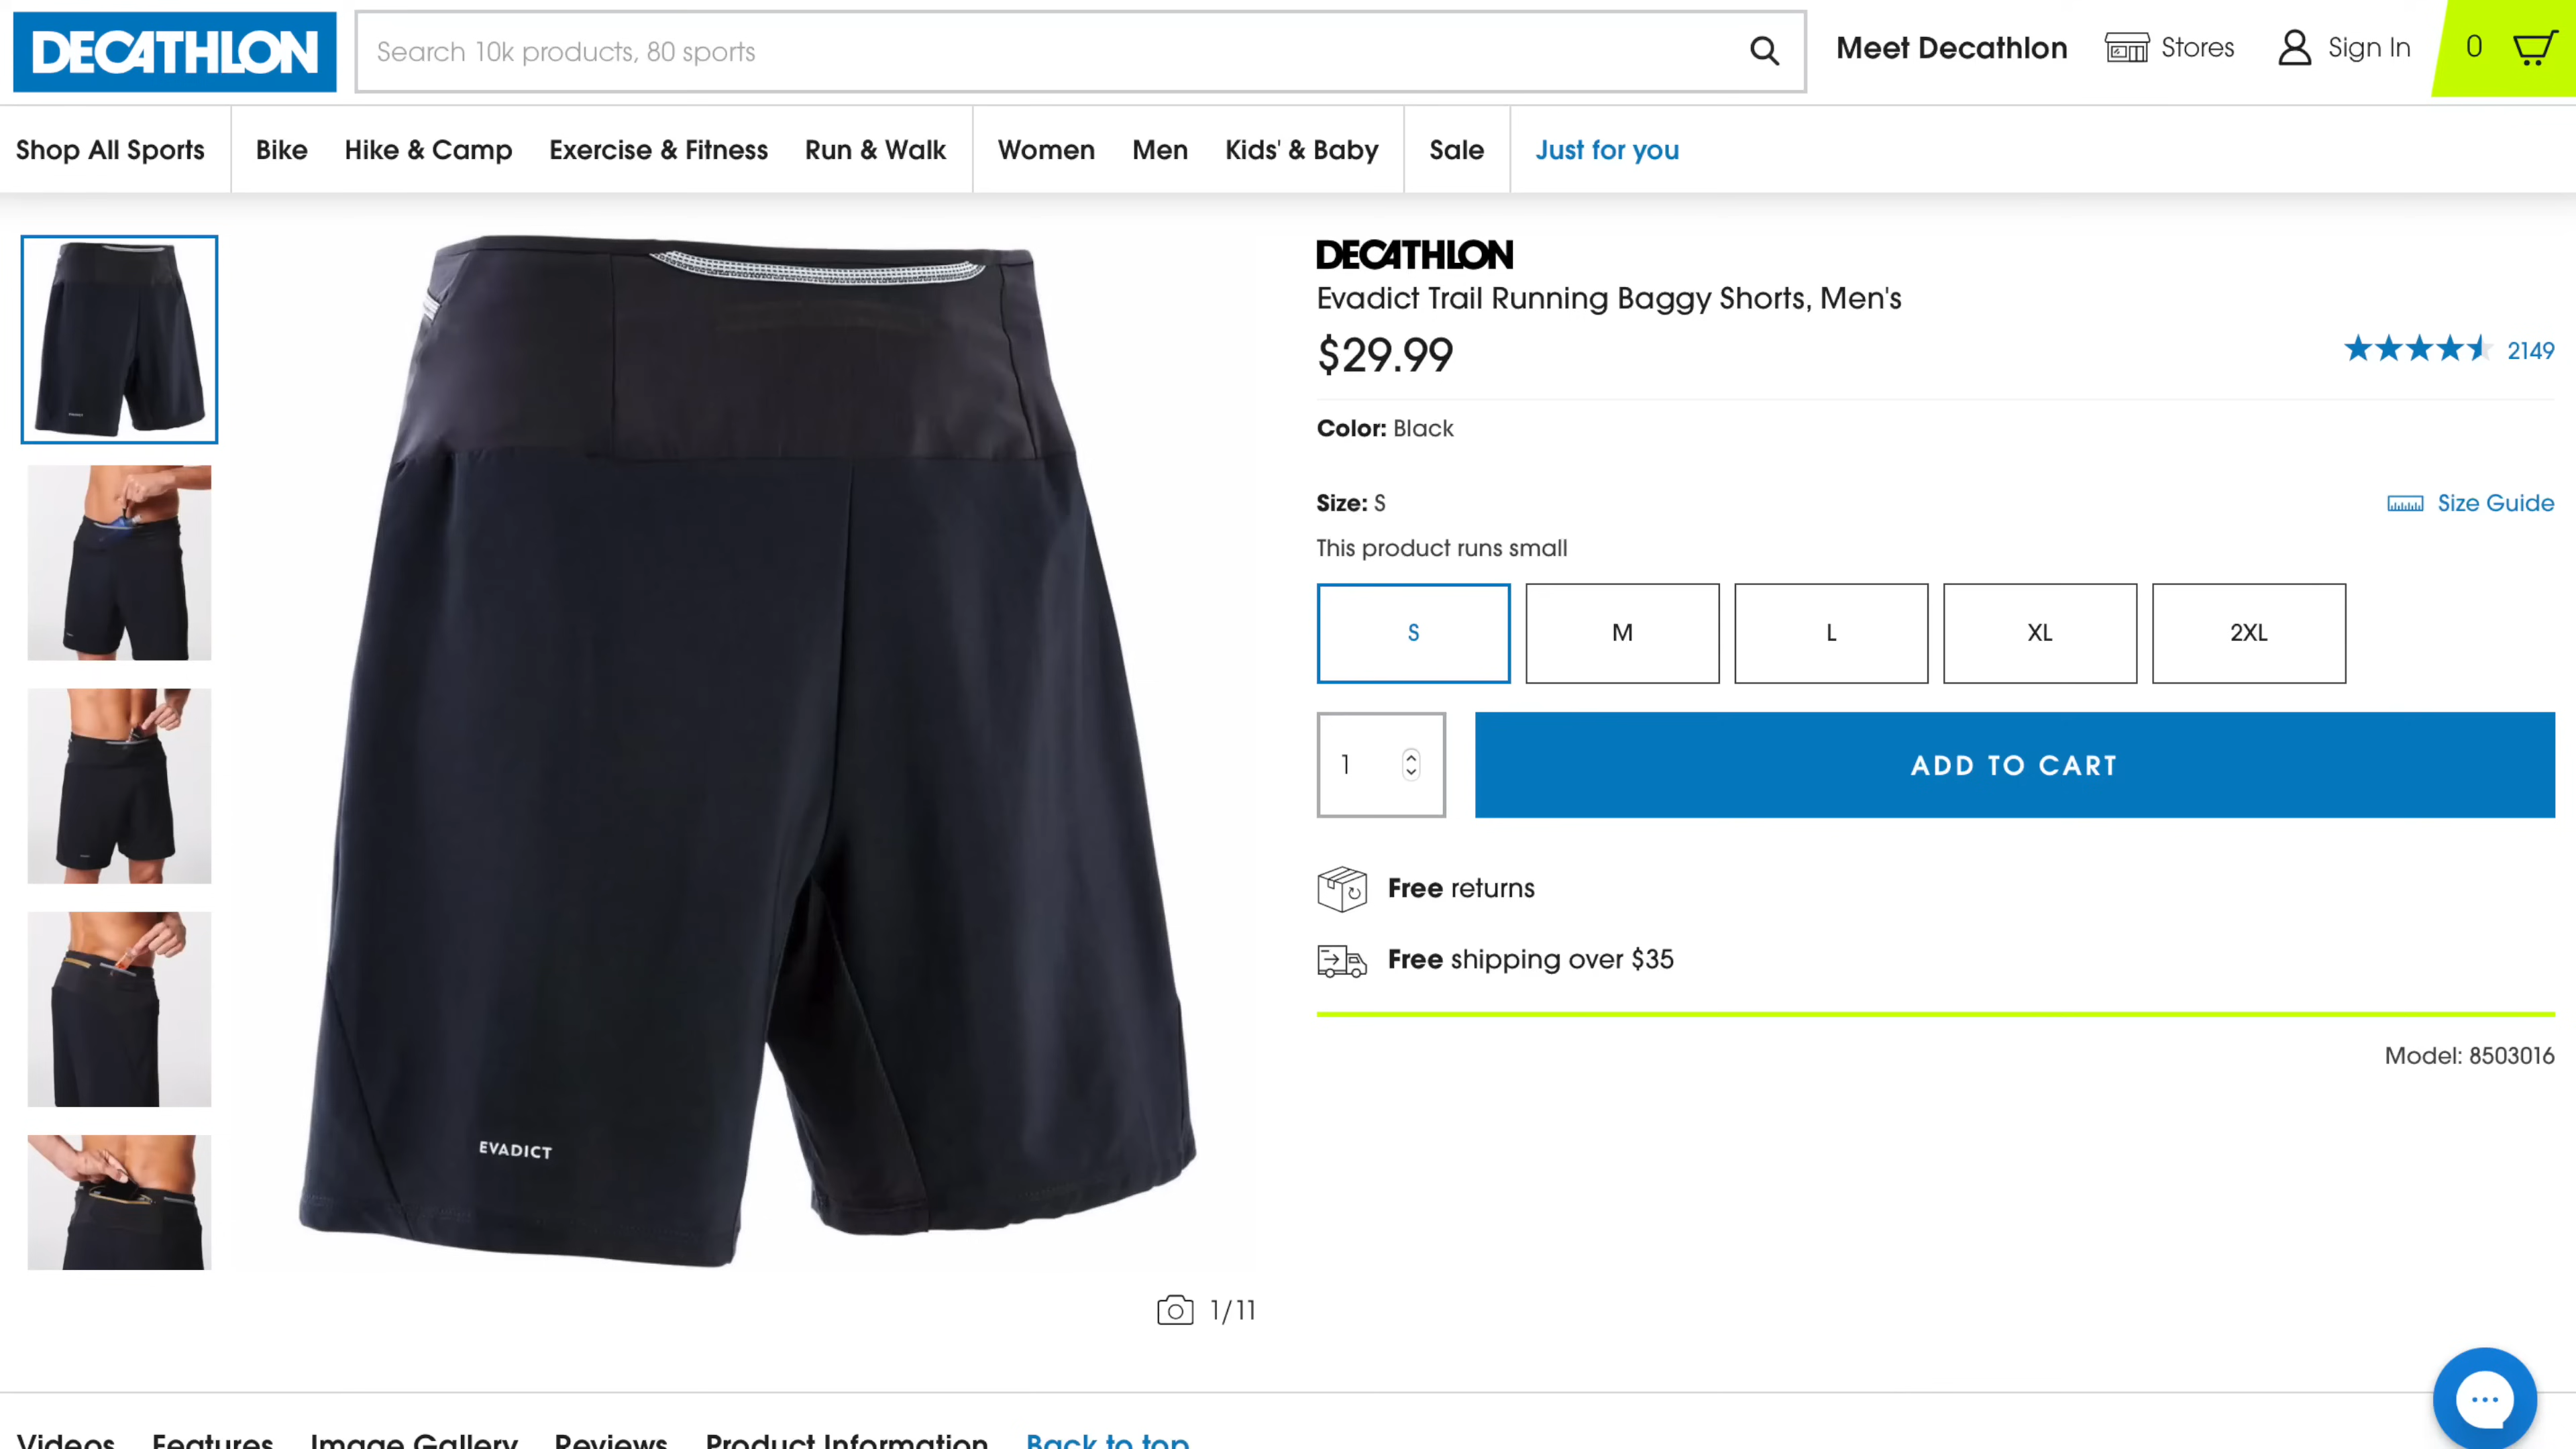 DECATHLON
Search 10k products, 80 sports
Meet Decathlon
Stores
Sign In
0
Shop All Sports
Bike
Hike & Camp
Exercise & Fitness
Run & Walk
Women
Men
Kids' & Baby
Sale
Just for you
DECATHLON
Evadict Trail Running Baggy Shorts, Men's
$29.99
2149
Color: Black
Size: S
Size Guide
This product runs small
S
M
L
XL
2XL
1
ADD TO CART
Free returns
Free shipping over $35
Model: 8503016
EVADICT
1/11
Videos
Features
Image Gallery
Reviews
Product Information
Back to top